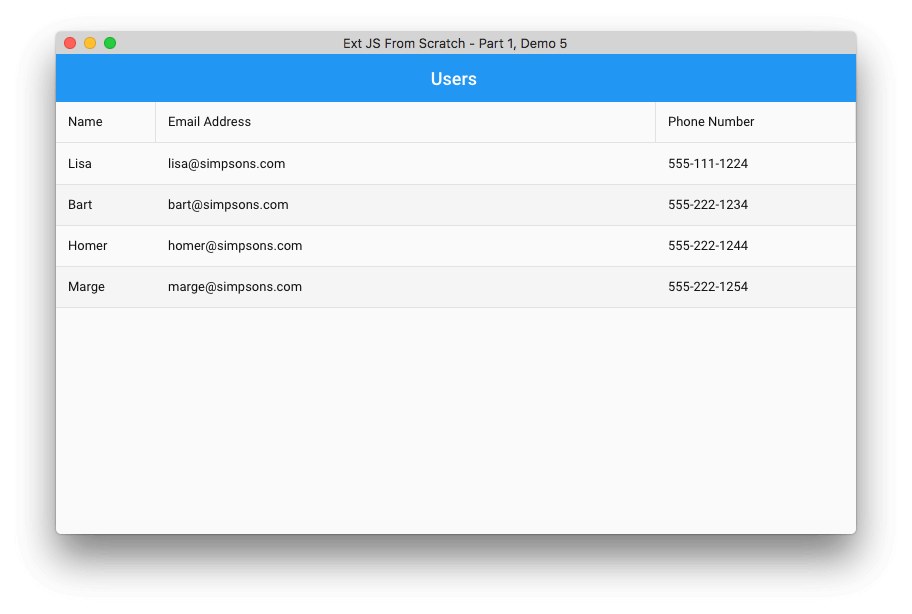 Ext JS From Scratch - Part 1, Demo 5
Users
Name Email Address Phone Number
Lisa lisa@simpsons.com 555-111-1224
Bart bart@simpsons.com 555-222-1234
Homer homer@simpsons.com 555-222-1244
Marge marge@simpsons.com 555-222-1254